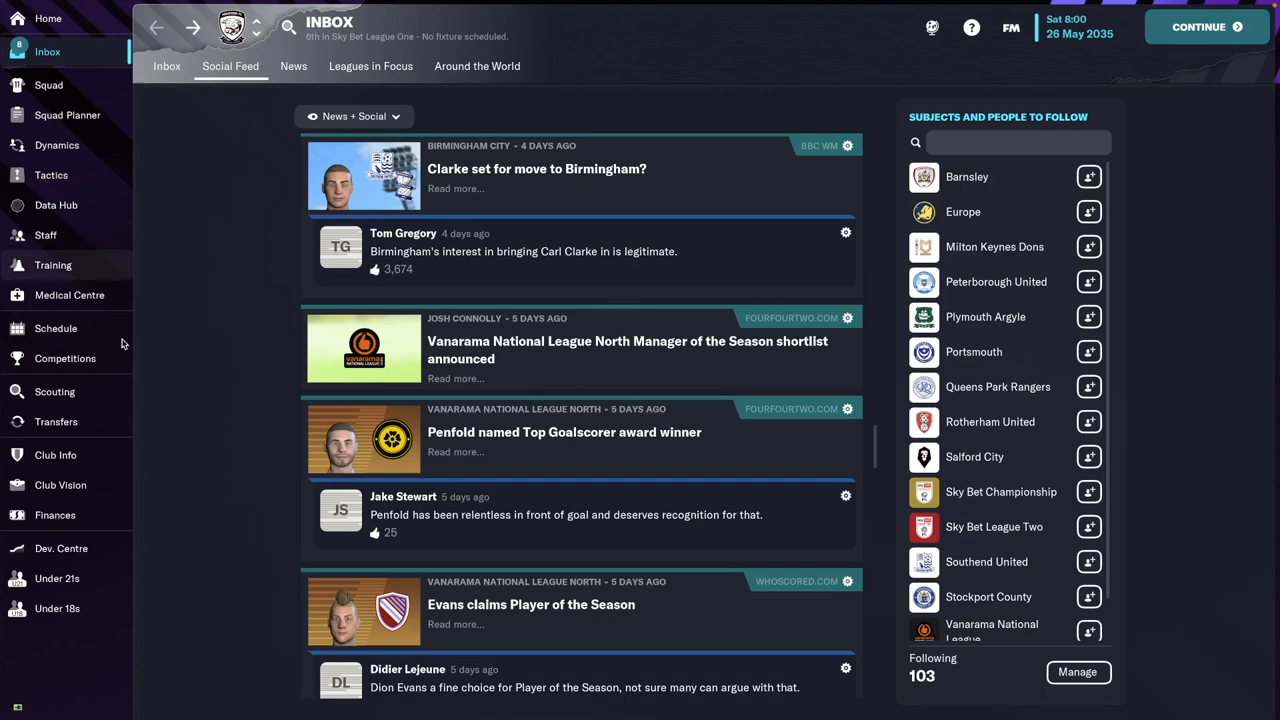 Home
8
Inbox
Squad
Squad Planner
Dynamics
Tactics
Data Hub
Staff
Training
Medical Centre
Schedule
Competitions
Scouting
Transfers
Club Info
Club Vision
Finances
Dev. Centre
U21
Under 21s
U18
Under 18s
INBOX
6th in Sky Bet League One - No fixture scheduled.
FM
Sat 8:00
26 May 2035
CONTINUE
Inbox
Social Feed
News
Leagues in Focus
Around the World
News + Social
BIRMINGHAM CITY - 4 DAYS AGO
BBC WM
Clarke set for move to Birmingham?
Read more...
TG
Tom Gregory 4 days ago
Birmingham's interest in bringing Carl Clarke in is legitimate.
3,674
JOSH CONNOLLY - 5 DAYS AGO
FOURFOURTWO.COM
VANARAMA
NATIONAL LEAGUE
Vanarama National League North Manager of the Season shortlist
announced
Read more...
VANARAMA NATIONAL LEAGUE NORTH - 5 DAYS AGO
FOURFOURTWO.COM
Penfold named Top Goalscorer award winner
Read more...
JS
Jake Stewart 5 days ago
Penfold has been relentless in front of goal and deserves recognition for that.
25
VANARAMA NATIONAL LEAGUE NORTH - 5 DAYS AGO
WHOSCORED.COM
Evans claims Player of the Season
Read more...
DL
Didier Lejeune 5 days ago
Dion Evans a fine choice for Player of the Season, not sure many can argue with that.
SUBJECTS AND PEOPLE TO FOLLOW
Barnsley
Europe
Milton Keynes Dons
Peterborough United
Plymouth Argyle
Portsmouth
Queens Park Rangers
Rotherham United
Salford City
Sky Bet Championship
Sky Bet League Two
Southend United
Stockport County
Vanarama National
League
Following
103
Manage